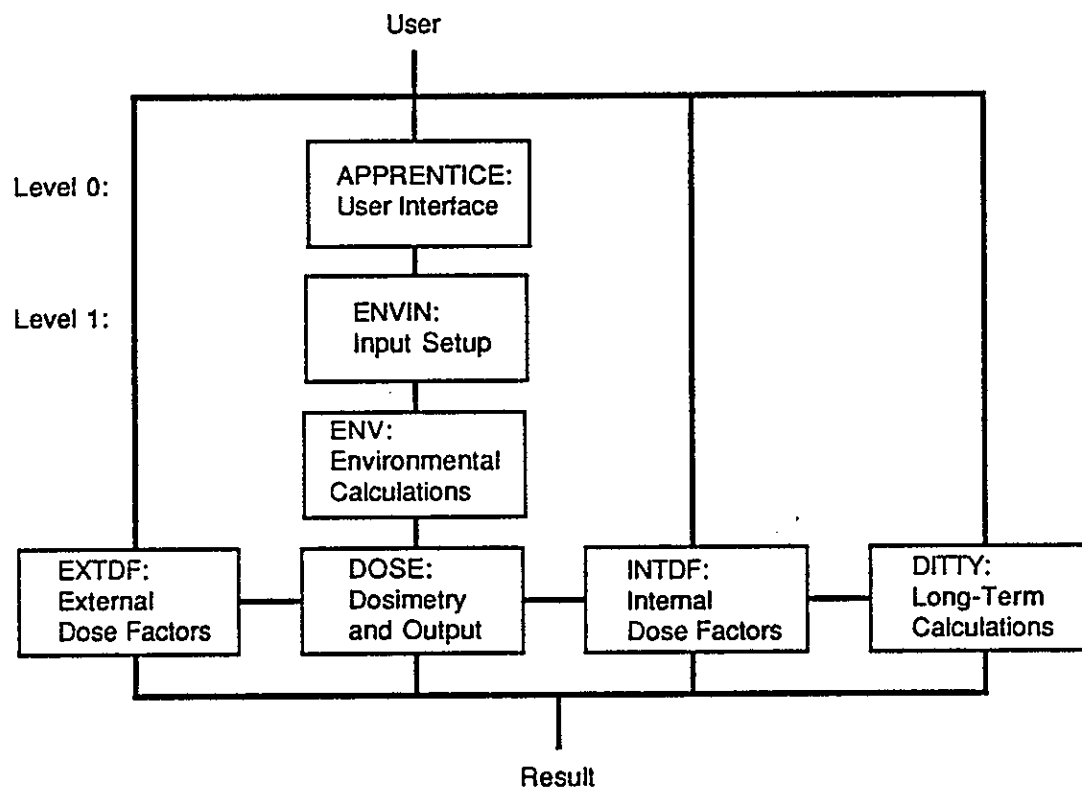 User
Level 0:
APPRENTICE:
User Interface
Level 1:
ENVIN:
Input Setup
ENV:
Environmental
Calculations
EXTDF:
External
Dose Factors
DOSE:
Dosimetry
and Output
INTDF:
Internal
Dose Factors
DITTY:
Long-Term
Calculations
Result